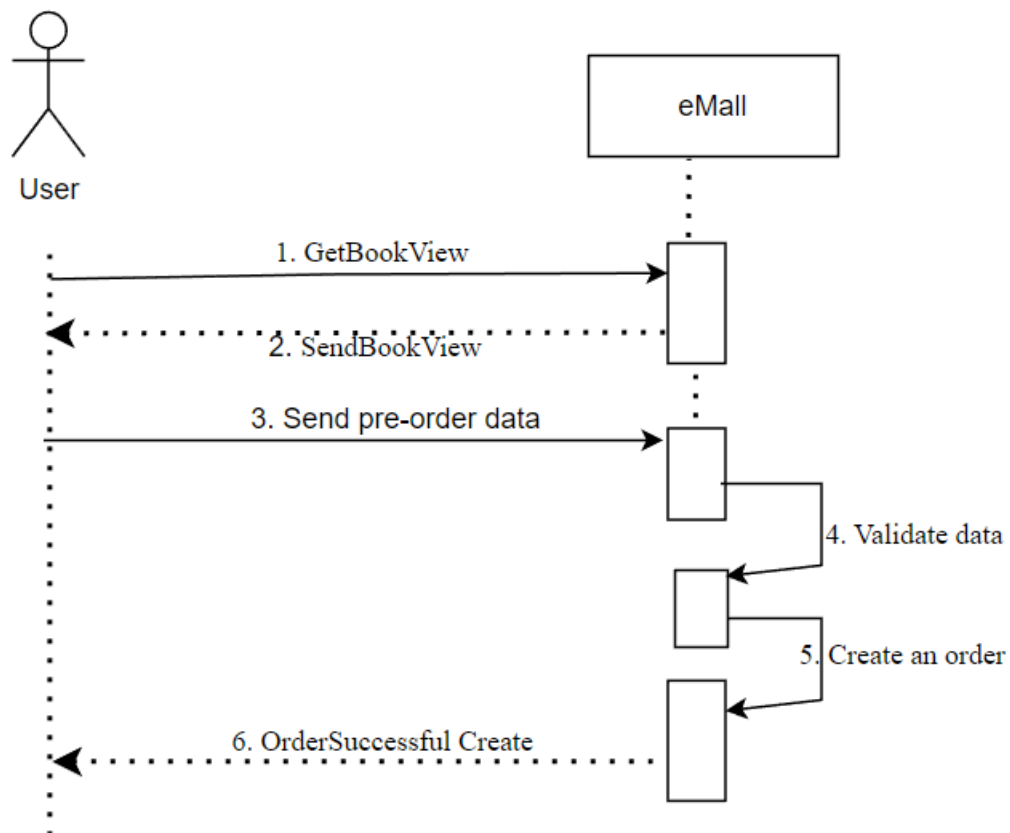 eMall
User
1. GetBookView
2. SendBookView
3. Send pre-order data
4. Validate data
5. Create an order
6. OrderSuccessful Create